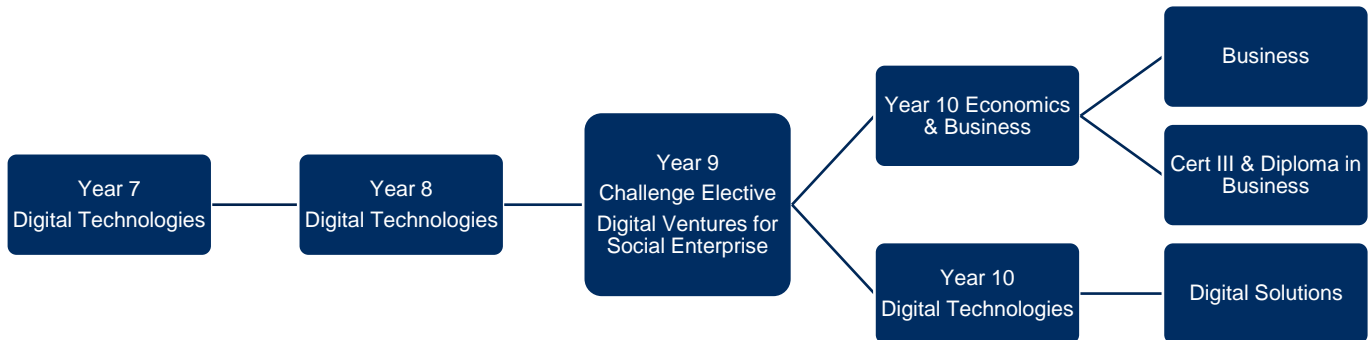 Year 7
Digital Technologies
Year 8
Digital Technologies
Year 9
Challenge Elective
Digital Ventures for
Social Enterprise
Year 10 Economics
& Business
Business
Cert III & Diploma in
Business
Year 10
Digital Technologies
Digital Solutions